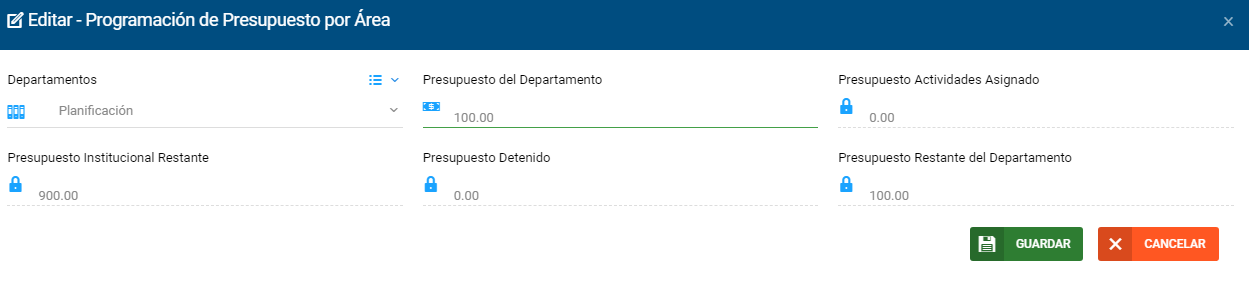 Editar - Programación de Presupuesto por Área
Departamentos
Planificación
Presupuesto del Departamento
100.00
Presupuesto Actividades Asignado
0.00
Presupuesto Institucional Restante
900.00
Presupuesto Detenido
0.00
Presupuesto Restante del Departamento
100.00
GUARDAR
CANCELAR